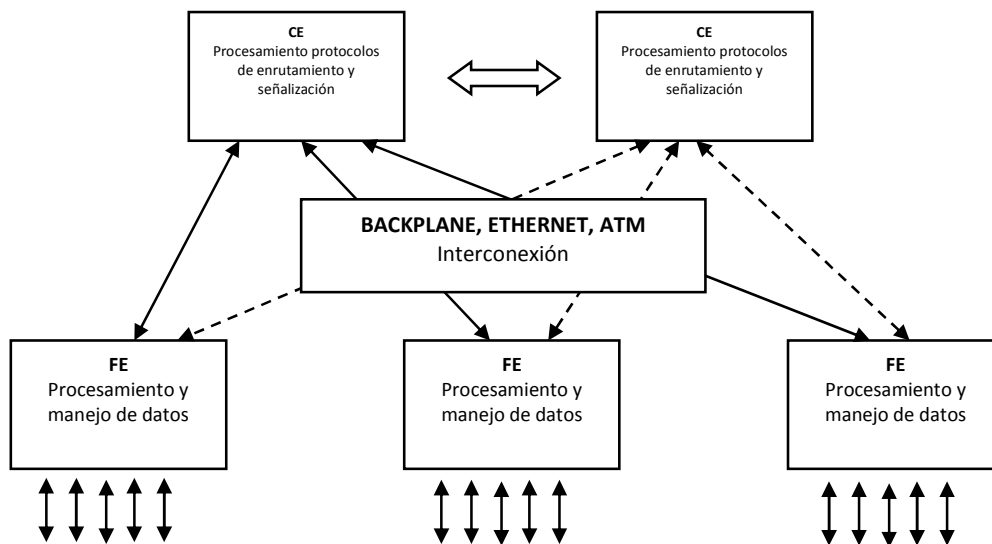 CE
Procesamiento protocolos
de enrutamiento y
señalización
CE
Procesamiento protocolos
de enrutamiento y
señalización
BACKPLANE, ETHERNET, ATM
Interconexión
FE
Procesamiento y
manejo de datos
FE
Procesamiento y
manejo de datos
FE
Procesamiento y
manejo de datos